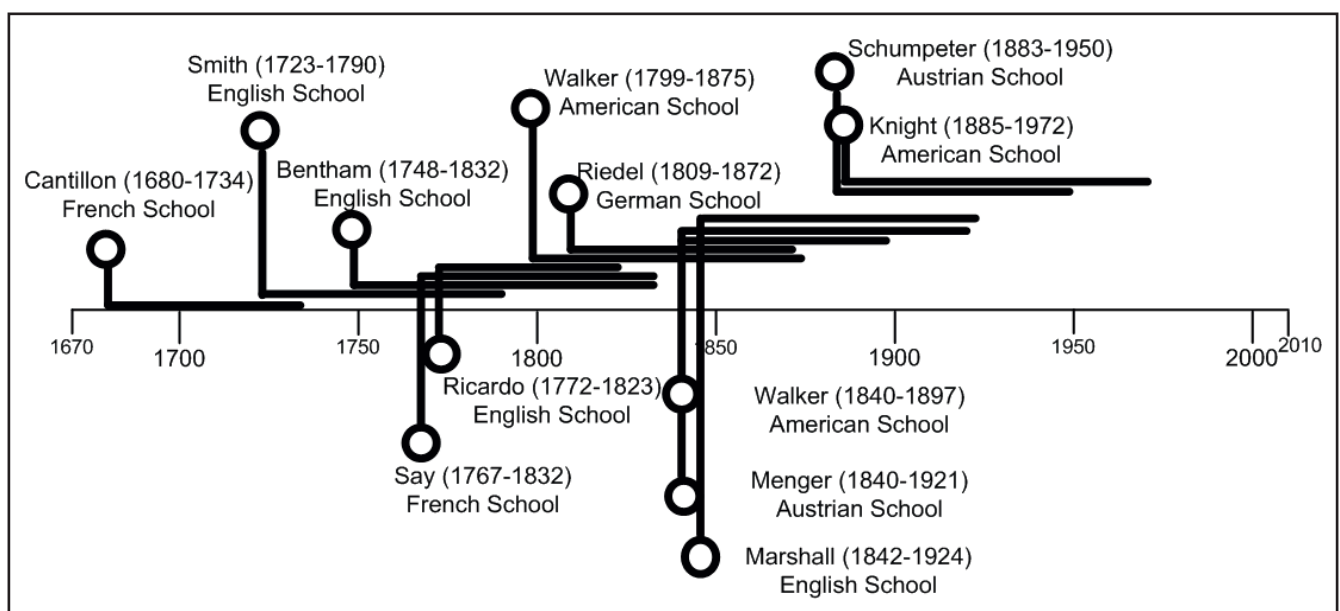 Schumpeter (1883-1950)
Austrian School
Smith (1723-1790)
English School
Walker (1799-1875)
American School
Knight (1885-1972)
American School
Cantillon (1680-1734)
French School
Bentham (1748-1832)
English School
Riedel (1809-1872)
German School
1670
1700
1750
1800
1850
1900
1950
2000
2010
Ricardo (1772-1823)
English School
Walker (1840-1897)
American School
Say (1767-1832)
French School
Menger (1840-1921)
Austrian School
Marshall (1842-1924)
English School